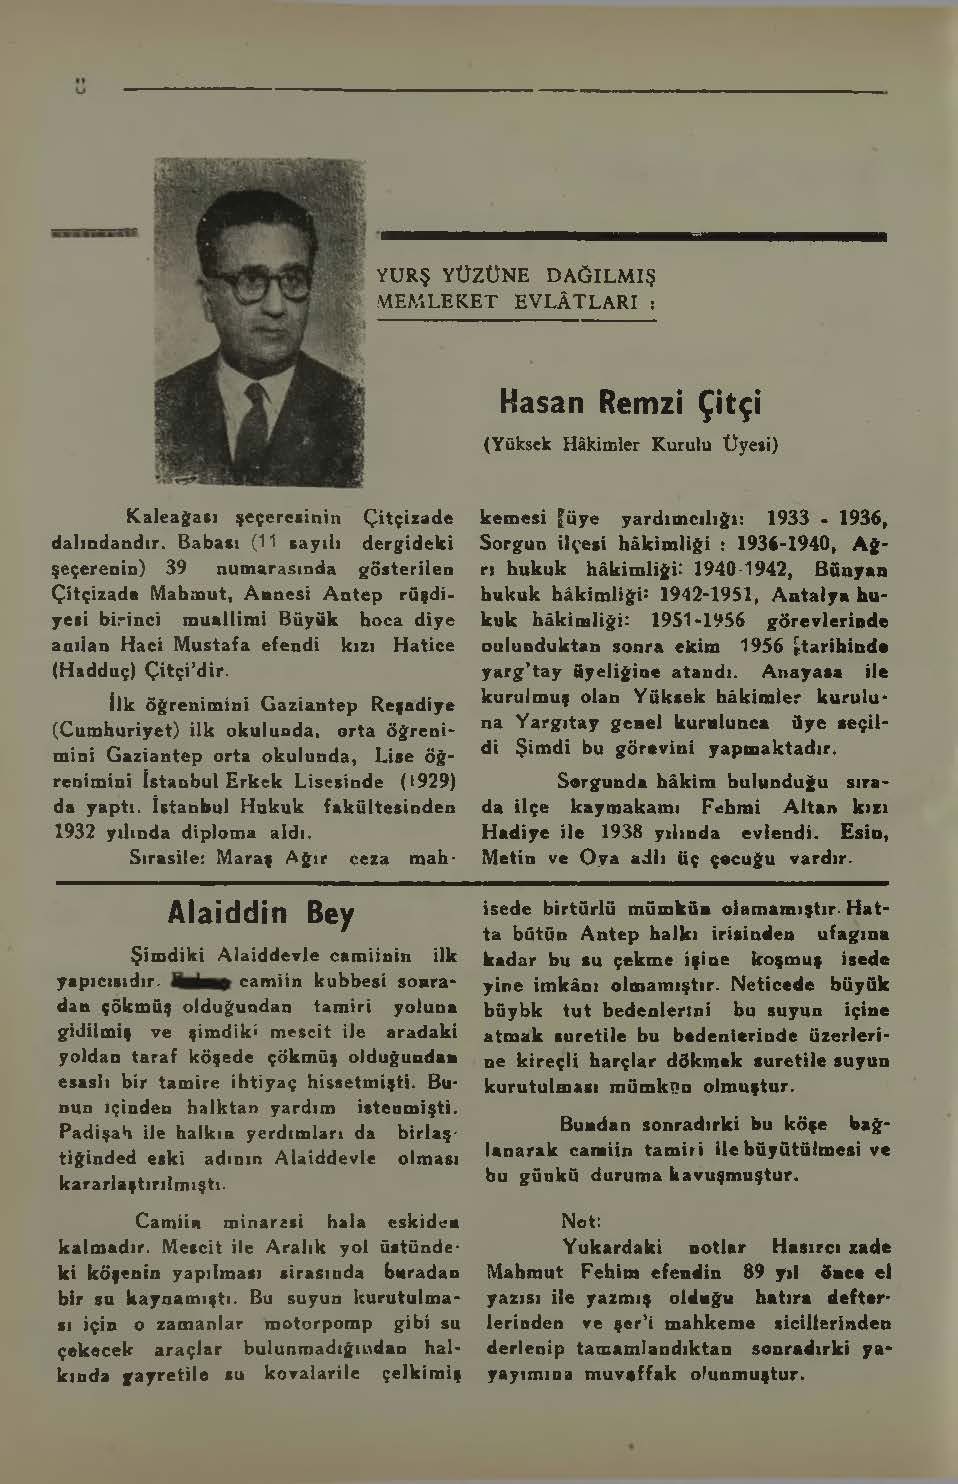 8
YURŞ YÜZÜNE DAĞILMIŞ
MEMLEKET EVLÂTLARI :
Hasan Remzi Çitçi
(Yüksek Hâkimler Kurulu Üyesi)
Kaleağası şeçeresinin Çitçizade
dalındandır. Babası (11 sayılı dergideki
şeçerenin) 39 numarasında gösterilen
Çitçizade Mahmut, Annesi Antep rüşdi-
yesi birinci muallimi Büyük hoca diye
anılan Haci Mustafa efendi kızı Hatice
(Hadduç) Çitçi'dir.
İlk öğrenimini Gaziantep Reşadiye
(Cumhuriyet) ilk okulunda, orta öğreni-
mini Gaziantep orta okulunda, Lise öğ-
renimini İstanbul Erkek Lisesinde (1929)
da yaptı. İstanbul Hukuk fakültesinden
1932 yılında diploma aldı.
Sırasile: Maraş Ağır ceza mah-
kemesi üye yardımcılığı: 1933 - 1936,
Sorgun ilçesi hâkimliği : 1936-1940, Ağ-
rı hukuk hâkimliği: 1940-1942, Bünyan
hukuk hâkimliği: 1942-1951, Antalya hu-
kuk hâkimliği: 1951-1956 görevlerinde
oulunduktan sonra ekim 1956 tarihinde
yarg'tay üyeliğine atandı. Anayasa ile
kurulmuş olan Yüksek hâkimler kurulu-
na Yargıtay genel kurulunca üye seçil-
di Şimdi bu görevini yapmaktadır.
Sorgunda hâkim bulunduğu sıra-
da ilçe kaymakamı Fehmi Altan kızı
Hadiye ile 1938 yılında evlendi. Esin,
Metin ve Oya adlı üç çocuğu vardır.
Alaiddin Bey
Şimdiki Alaiddevle camiinin ilk
yapıcısıdır. camiin kubbesi sonra-
dan çökmüş olduğundan tamiri yoluna
gidilmiş ve şimdiki mescit ile aradaki
yoldan taraf köşede çökmüş olduğundan
esaslı bir tamire ihtiyaç hissetmişti. Bu-
nun içinden halktan yardım istenmişti.
Padişah ile halkın yerdımları da birlaş-
tiğinded eski adının Alaiddevle olması
kararlaştırılmıştı.
Camiin minaresi hala eskiden
kalmadır. Mescit ile Aralık yol üstünde-
ki köşenin yapılması sirasında buradan
bir su kaynamıştı. Bu suyun kurutulma-
sı için o zamanlar motorpomp gibi su
çekecek araçlar bulunmadığından hal-
kında gayretile su kovalarile çelkimiş
isede birtürlü mümkün olamamıştır. Hat-
ta bütün Antep halkı irisinden ufagına
kadar bu su çekme işine koşmuş isede
yine imkânı olmamıştır. Neticede büyük
büybk tut bedenlerini bu suyun içine
atmak suretile bu bedenlerinde üzerleri-
ne kireçli harçlar dökmek suretile suyun
kurutulması mümkün olmuştur.
Bundan sonradırki bu köşe bağ-
lanarak camiin tamiri ile büyütülmesi ve
bu günkü duruma kavuşmuştur.
Not:
Yukardaki notlar Hasırcı zade
Mahmut Fehim efendin 89 yıl önce el
yazısı ile yazmış olduğu hatıra defter-
lerinden ve şer'i mahkeme sicillerinden
derlenip tamamlandıktan sonradırki ya-
yayımına muvaffak olunmuştur.